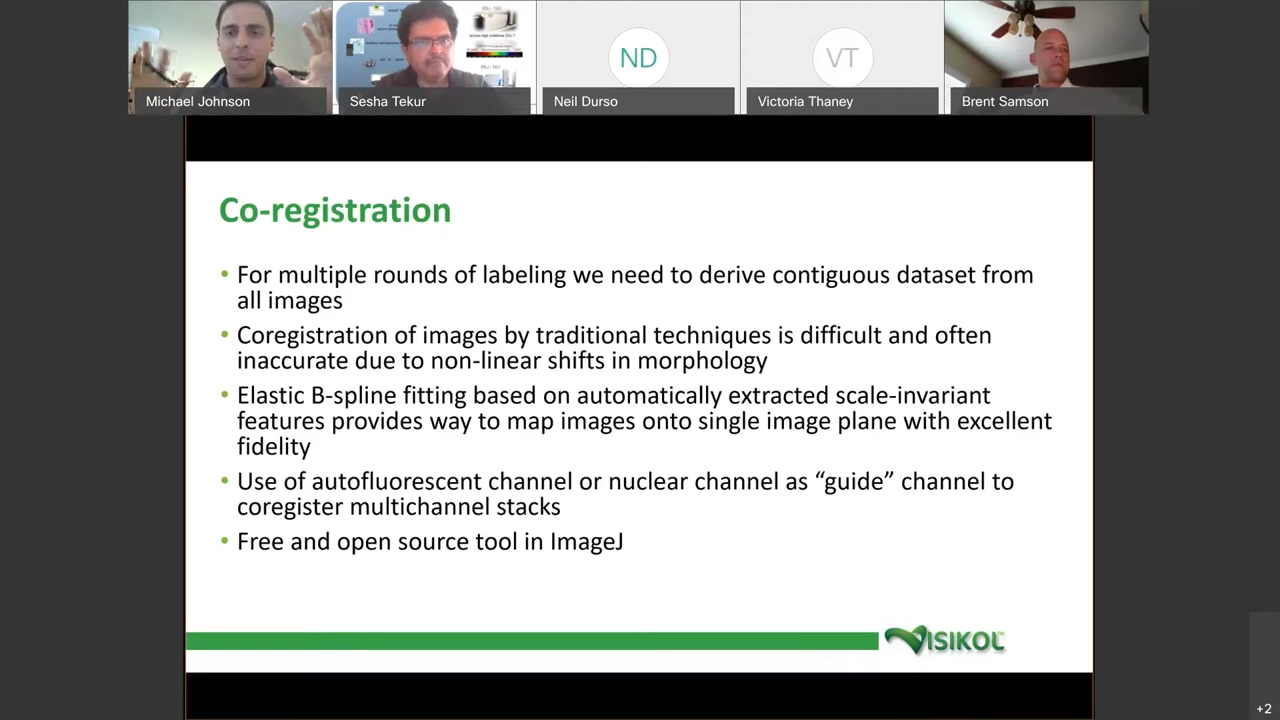 ND
VT
Michael Johnson
Sesha Tekur
Neil Durso
Victoria Thaney
Brent Samson
Co-registration
• For multiple rounds of labeling we need to derive contiguous dataset from
all images
• Coregistration of images by traditional techniques is difficult and often
inaccurate due to non-linear shifts in morphology
• Elastic B-spline fitting based on automatically extracted scale-invariant
features provides way to map images onto single image plane with excellent
fidelity
• Use of autofluorescent channel or nuclear channel as “guide” channel to
coregister multichannel stacks
• Free and open source tool in ImageJ
VISIKOL
+2